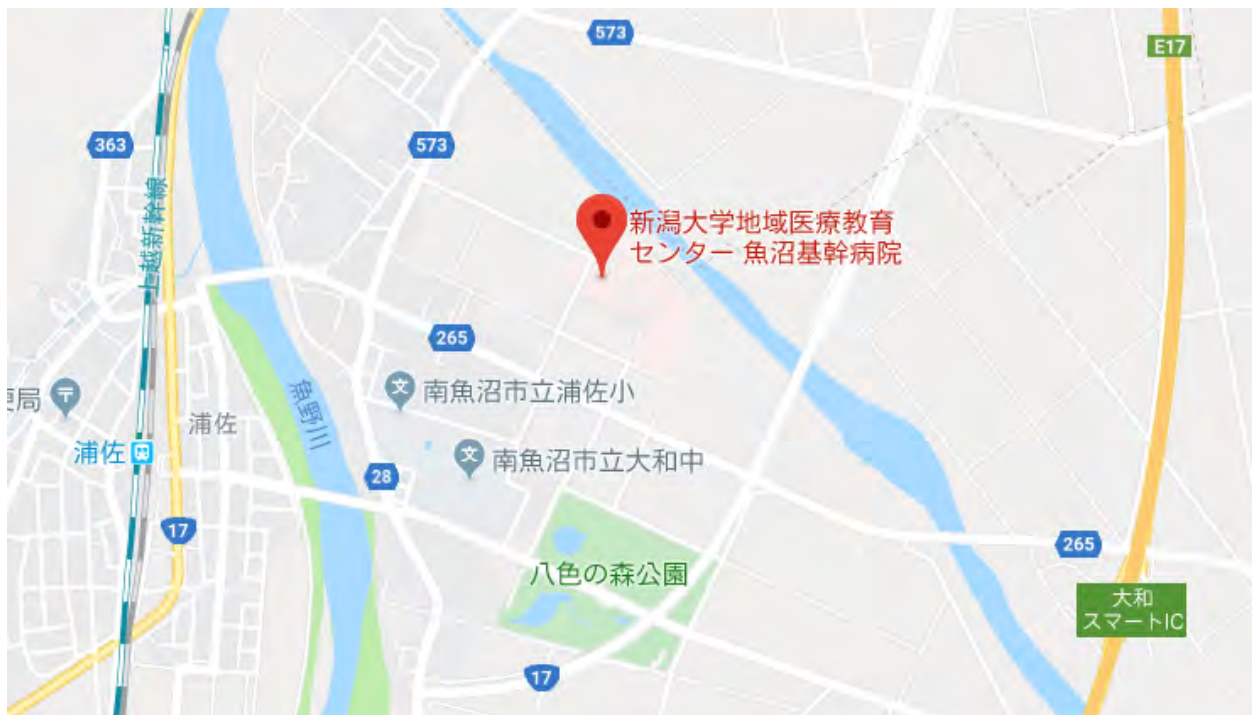 573
E17
363
573
上越新幹線
新潟大学地域医療教育
センター 魚沼基幹病院
265
南魚沼市立浦佐小
局
魚野川
浦佐
浦佐
南魚沼市立大和中
28
17
265
八色の森公園
大和
スマートIC
17